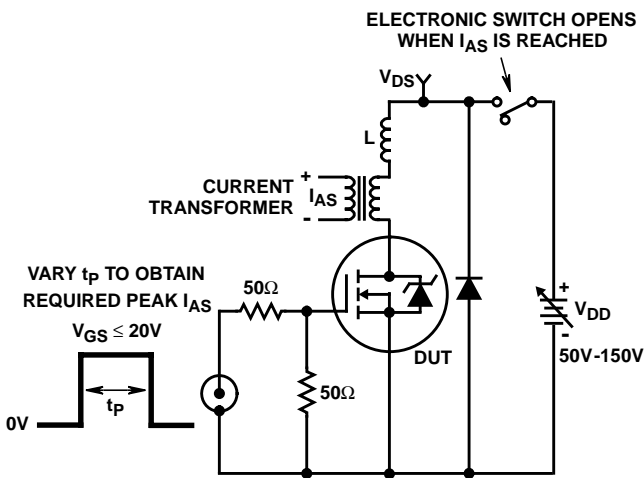 ELECTRONIC SWITCH OPENS
WHEN IAS IS REACHED
VDS
L
+
CURRENT
TRANSFORMER
IAS
-
VARY tP TO OBTAIN
REQUIRED PEAK IAS
VGS ≤ 20V
50Ω
DUT
+
VDD
-
50V-150V
50Ω
tP
0V